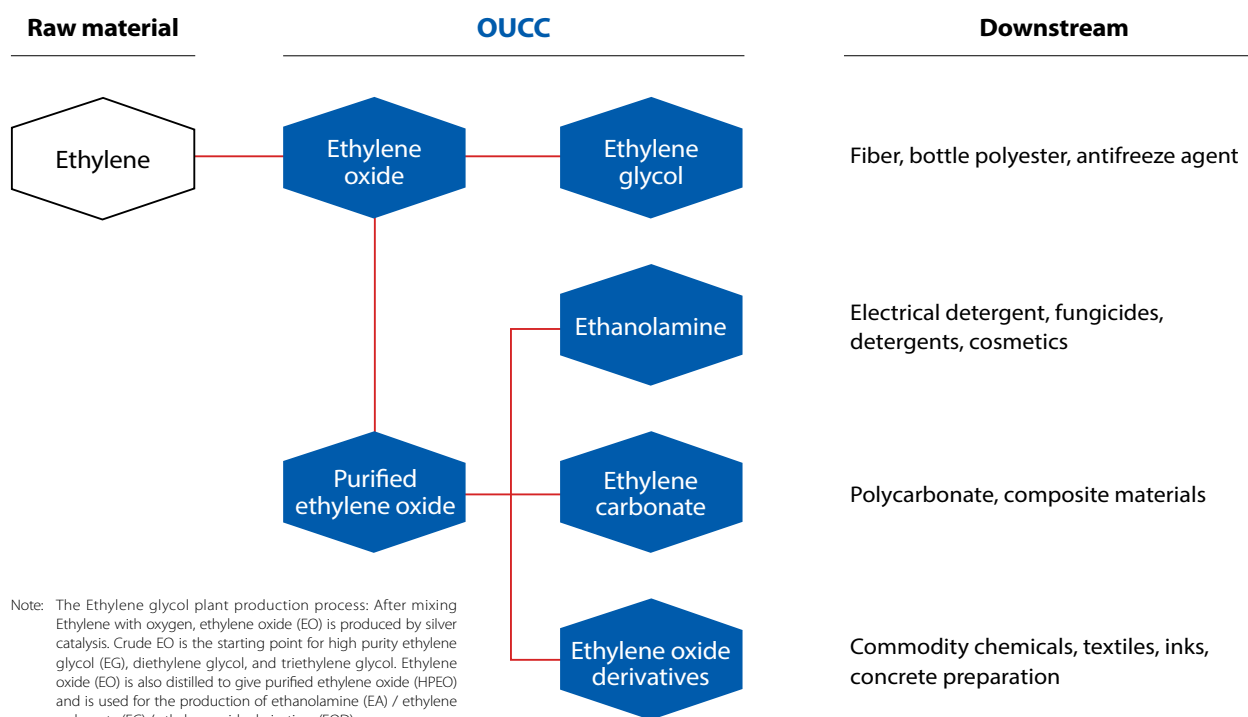 Raw material
OUCC
Downstream
Ethylene
Ethylene
oxide
Ethylene
glycol
Fiber, bottle polyester, antifreeze agent
Ethanolamine
Electrical detergent, fungicides,
detergents, cosmetics
Purified
ethylene oxide
Ethylene
carbonate
Polycarbonate, composite materials
Ethylene oxide
derivatives
Commodity chemicals, textiles, inks,
concrete preparation
Note: The Ethylene glycol plant production process: After mixing
Ethylene with oxygen, ethylene oxide (EO) is produced by silver
catalysis. Crude EO is the starting point for high purity ethylene
glycol (EG), diethylene glycol, and triethylene glycol. Ethylene
oxide (EO) is also distilled to give purified ethylene oxide (HPEO)
and is used for the production of ethanolamine (EA) / ethylene